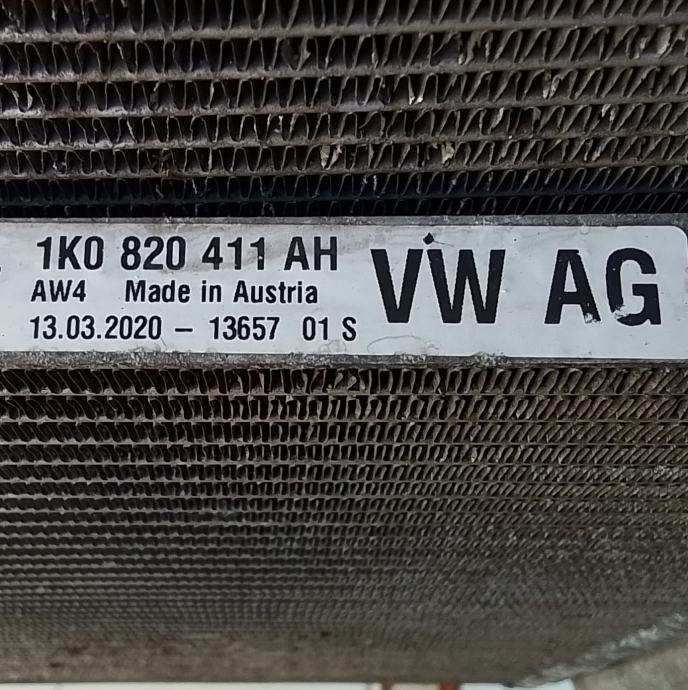 1K0 820 411 AH
VW AG
AW4 Made in Austria
13.03.2020 – 13657 01 S